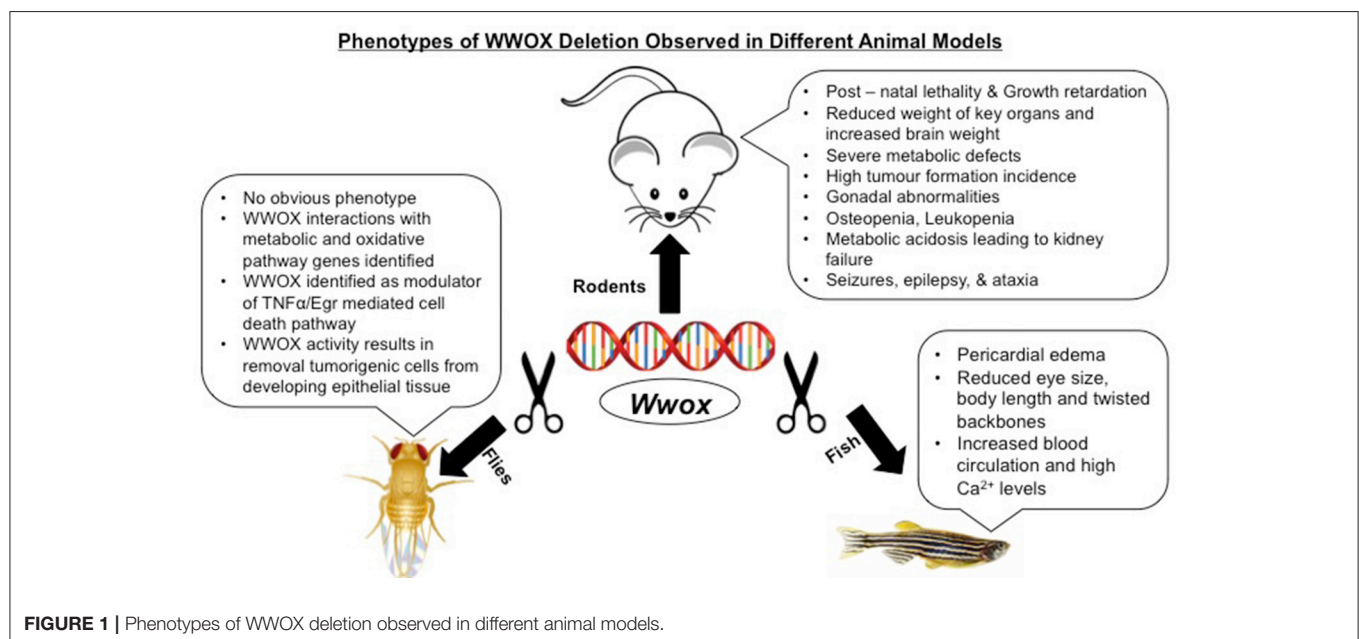 Phenotypes of WWOX Deletion Observed in Different Animal Models
• Post – natal lethality & Growth retardation
• Reduced weight of key organs and
increased brain weight
• Severe metabolic defects
• High tumour formation incidence
• Gonadal abnormalities
• Osteopenia, Leukopenia
• Metabolic acidosis leading to kidney
failure
• Seizures, epilepsy, & ataxia
• No obvious phenotype
• WWOX interactions with
metabolic and oxidative
pathway genes identified
• WWOX identified as modulator
of TNFα/Egr mediated cell
death pathway
• WWOX activity results in
removal tumorigenic cells from
developing epithelial tissue
Rodents
Wwox
Flies
Fish
• Pericardial edema
• Reduced eye size,
body length and twisted
backbones
• Increased blood
circulation and high
Ca²⁺ levels
FIGURE 1 | Phenotypes of WWOX deletion observed in different animal models.